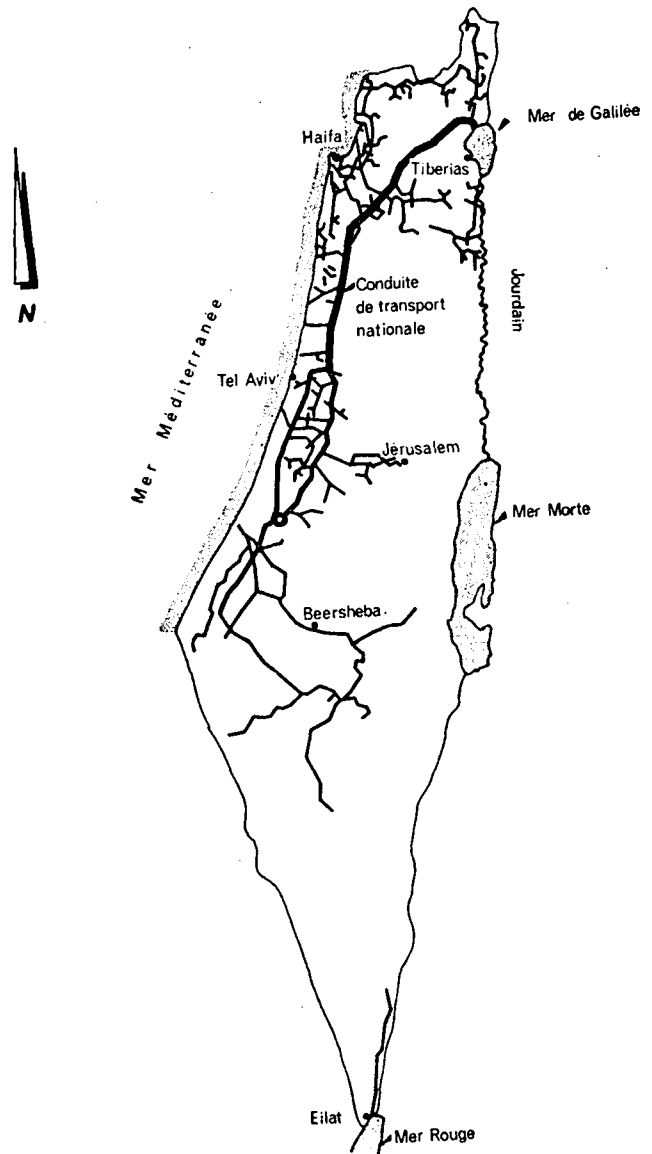 Mer de Galilée
Haifa
Tiberias
N
Conduite
de transport
nationale
Jourdain
Mer Méditerranée
Tel Aviv
Jérusalem
Mer Morte
Beersheba
Eilat
Mer Rouge